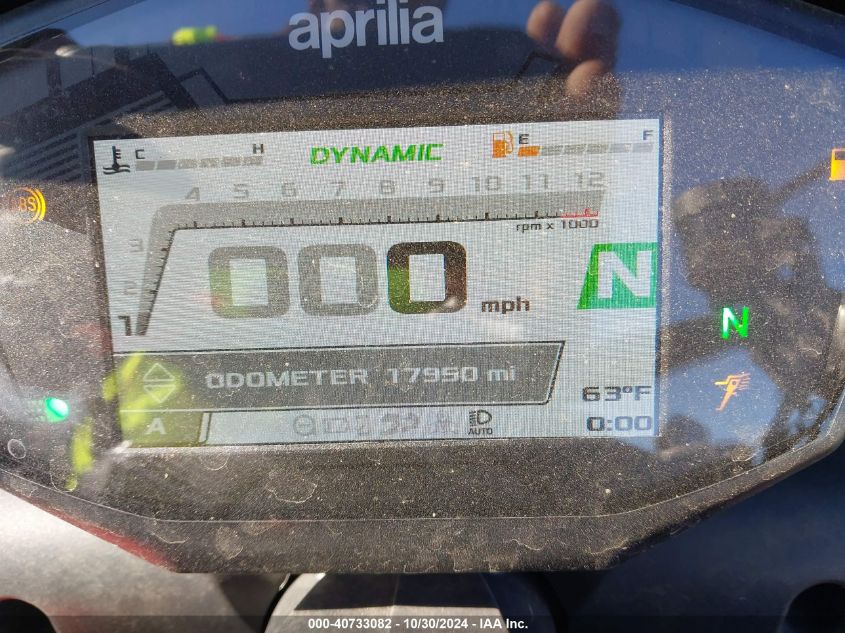 aprilia
C H DYNAMIC E F
4 5 6 7 8 9 10 11 12
rpm x 1000
3
2
1
000 mph N
N
ABS
ODOMETER 17950 mi
63°F
A AUTO 0:00
000-40733082 - 10/30/2024 - IAA Inc.